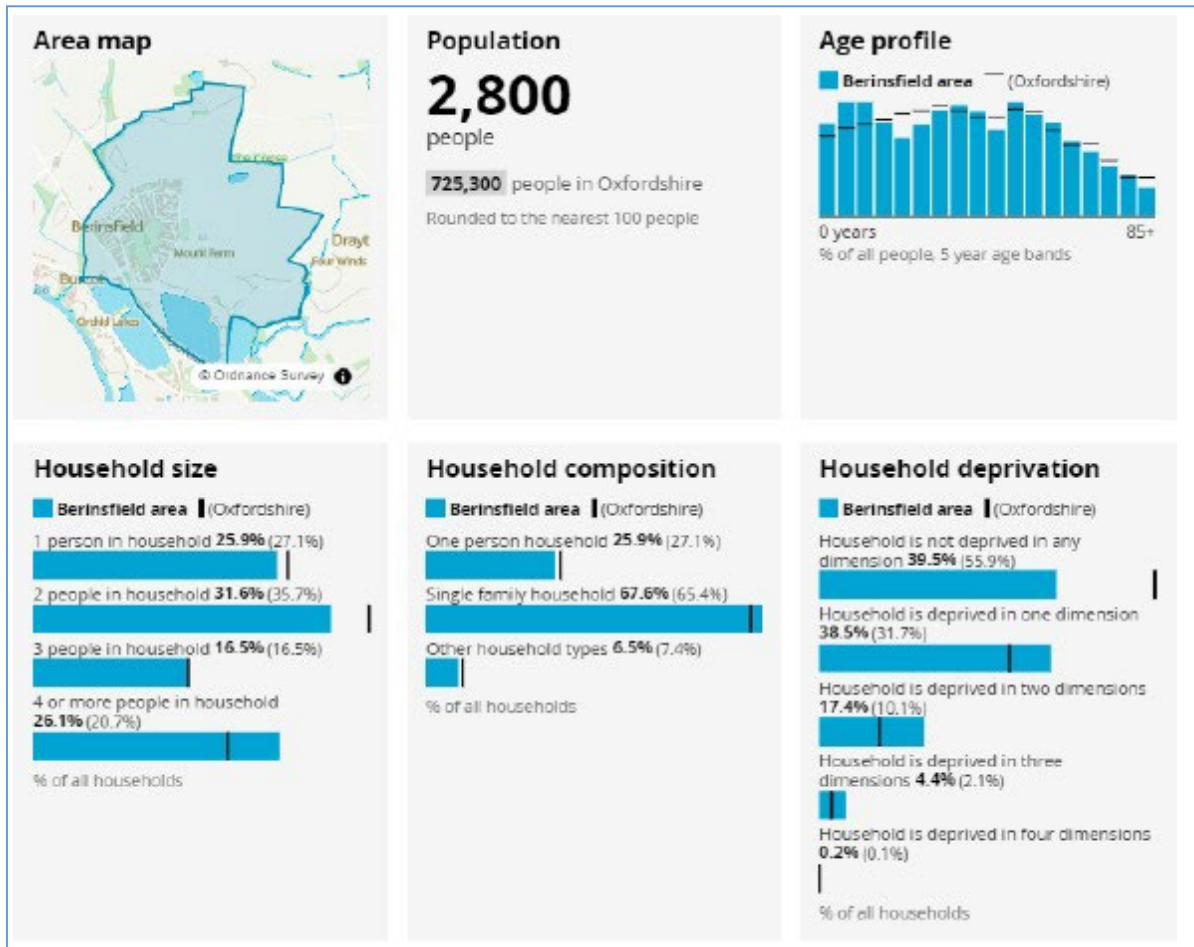 Area map
Berinsfield
Mount Farm
Drayt
Four Winds
Burcot
Orchid Lakes
© Ordnance Survey
Population
2,800
people
725,300 people in Oxfordshire
Rounded to the nearest 100 people
Age profile
Berinsfield area (Oxfordshire)
0 years 85+
% of all people, 5 year age bands
Household size
Berinsfield area (Oxfordshire)
1 person in household 25.9% (27.1%)
2 people in household 31.6% (35.7%)
3 people in household 16.5% (16.5%)
4 or more people in household
26.1% (20.7%)
% of all households
Household composition
Berinsfield area (Oxfordshire)
One person household 25.9% (27.1%)
Single family household 67.6% (65.4%)
Other household types 6.5% (7.4%)
% of all households
Household deprivation
Berinsfield area (Oxfordshire)
Household is not deprived in any
dimension 39.5% (55.9%)
Household is deprived in one dimension
38.5% (31.7%)
Household is deprived in two dimensions
17.4% (10.1%)
Household is deprived in three
dimensions 4.4% (2.1%)
Household is deprived in four dimensions
0.2% (0.1%)
% of all households